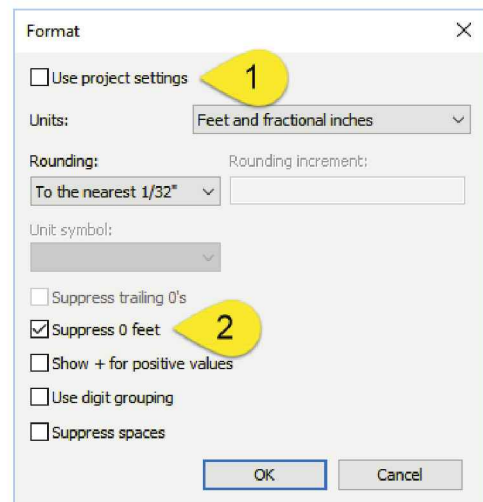 Format
Use project settings
1
Units:
Feet and fractional inches
Rounding:
Rounding increment:
To the nearest 1/32"
Unit symbol:
Suppress trailing 0's
Suppress 0 feet
2
Show + for positive values
Use digit grouping
Suppress spaces
OK
Cancel